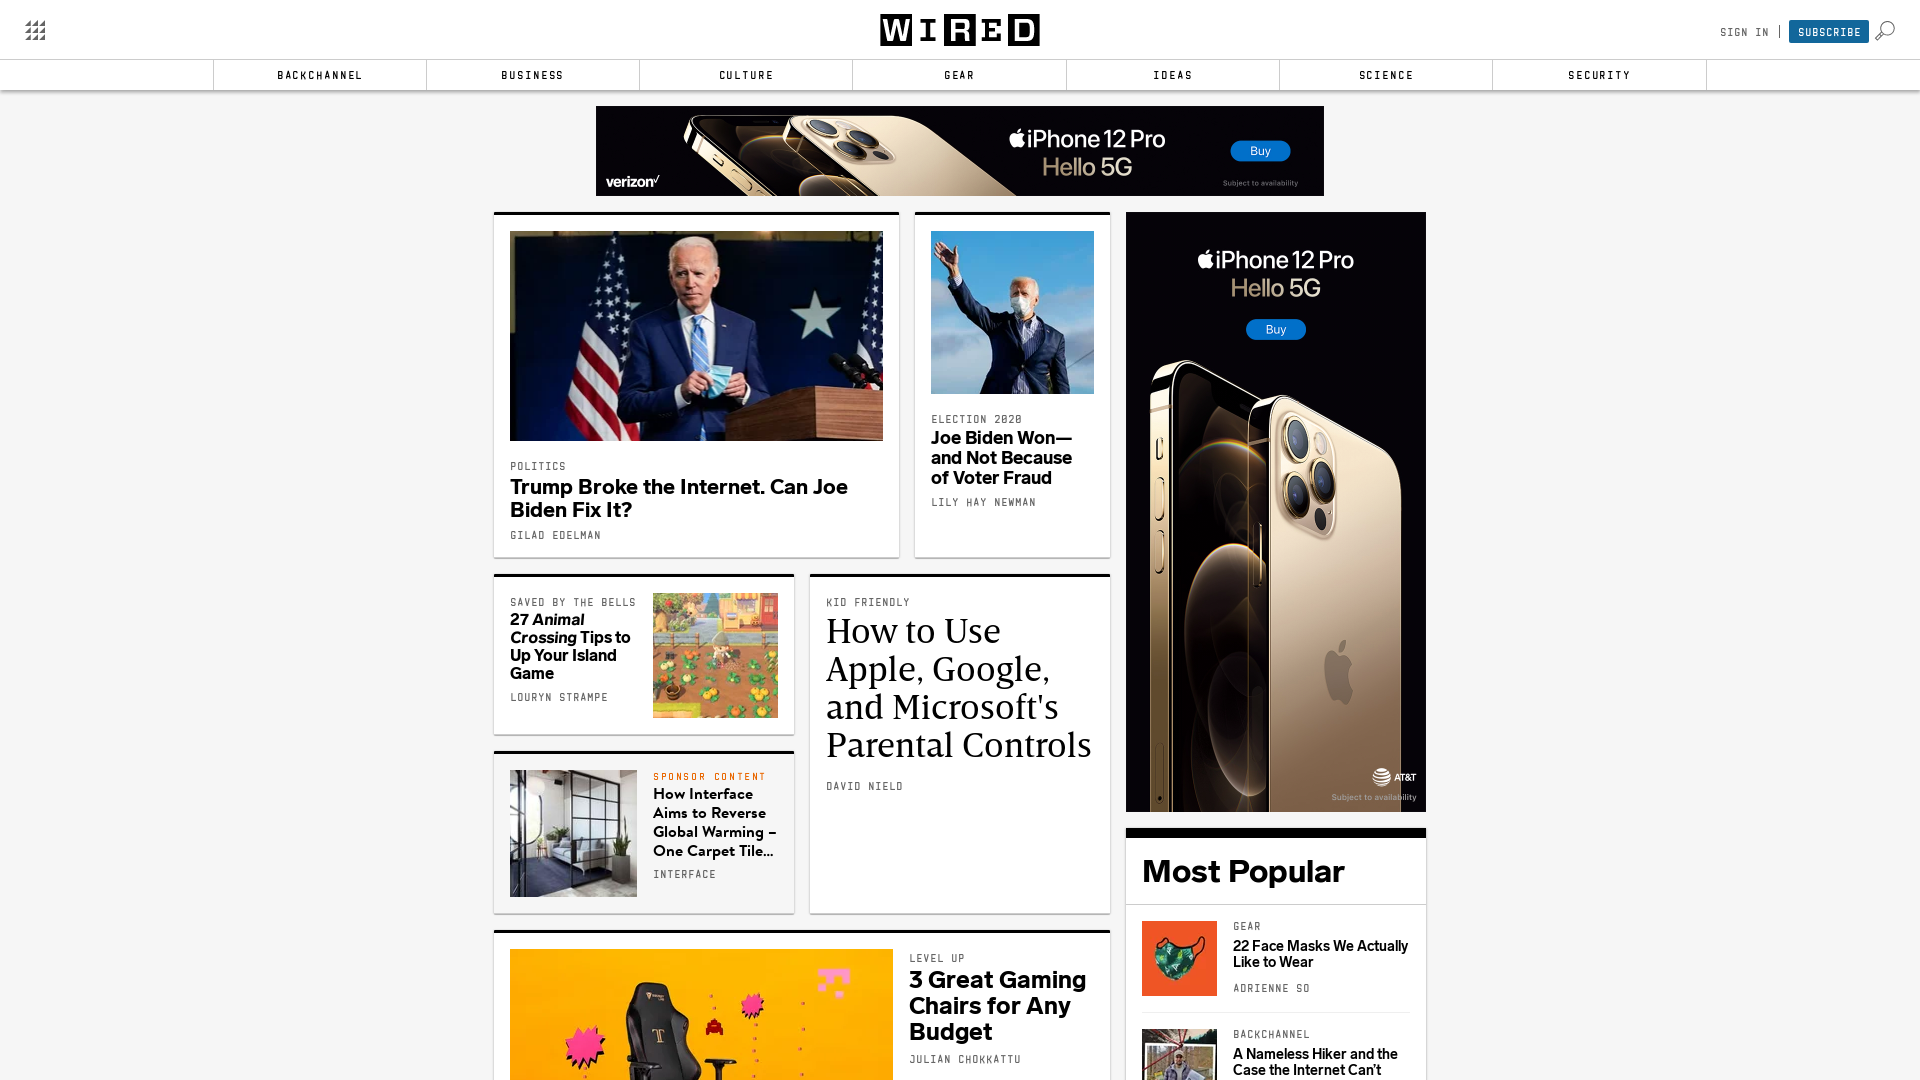 WIRED
SIGN IN
SUBSCRIBE
BACKCHANNEL
BUSINESS
CULTURE
GEAR
IDEAS
SCIENCE
SECURITY
iPhone 12 Pro
Hello 5G
Buy
verizon✓
Subject to availability
POLITICS
Trump Broke the Internet. Can Joe
Biden Fix It?
GILAD EDELMAN
ELECTION 2020
Joe Biden Won—
and Not Because
of Voter Fraud
LILY HAY NEWMAN
iPhone 12 Pro
Hello 5G
Buy
AT&T
Subject to availability
SAVED BY THE BELLS
27 Animal
Crossing Tips to
Up Your Island
Game
LOURYN STRAMPE
KID FRIENDLY
How to Use
Apple, Google,
and Microsoft's
Parental Controls
DAVID NIELD
SPONSOR CONTENT
How Interface
Aims to Reverse
Global Warming –
One Carpet Tile...
INTERFACE
LEVEL UP
3 Great Gaming
Chairs for Any
Budget
JULIAN CHOKKATTU
Most Popular
GEAR
22 Face Masks We Actually
Like to Wear
ADRIENNE SO
BACKCHANNEL
A Nameless Hiker and the
Case the Internet Can’t